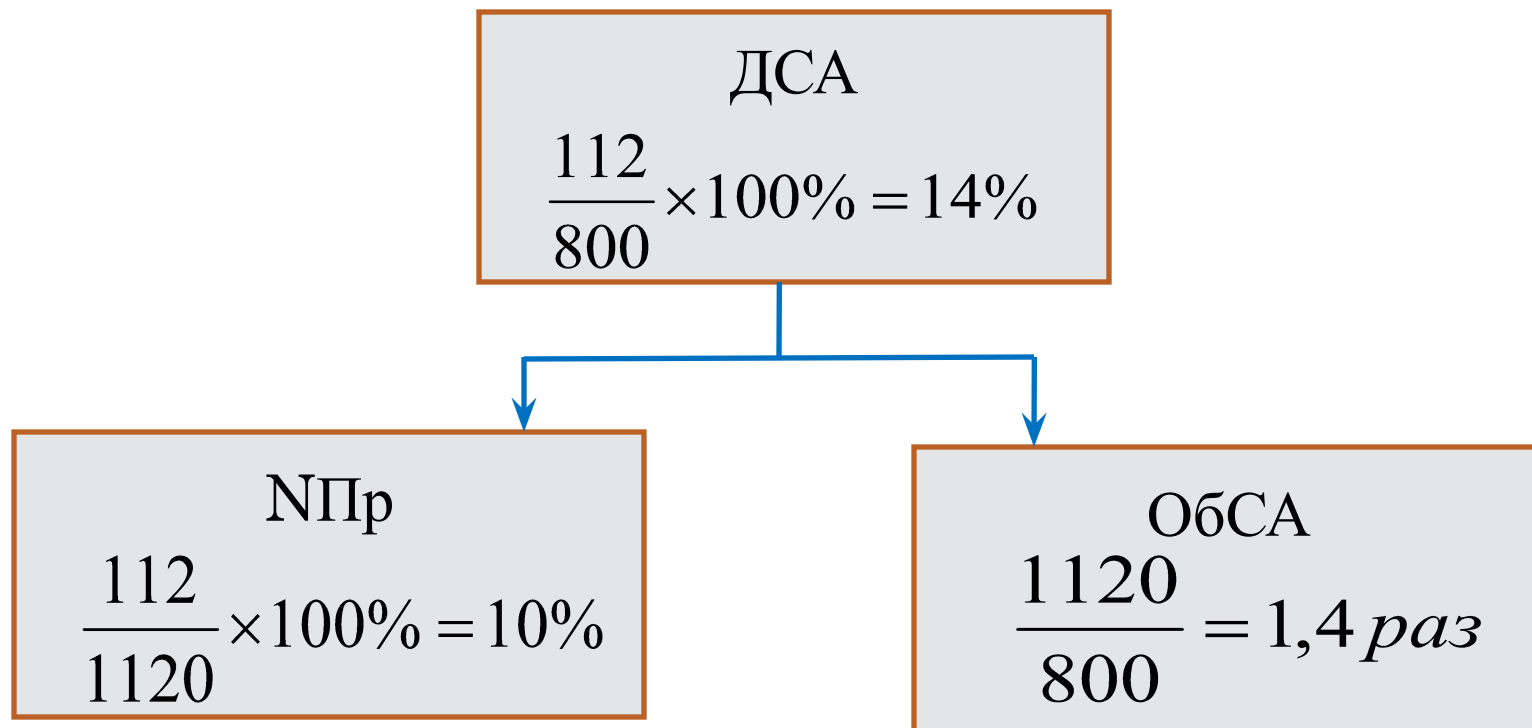 ДСА
112/800 × 100% = 14%
NПр
112/1120 × 100% = 10%
ОбСА
1120/800 = 1,4 раз